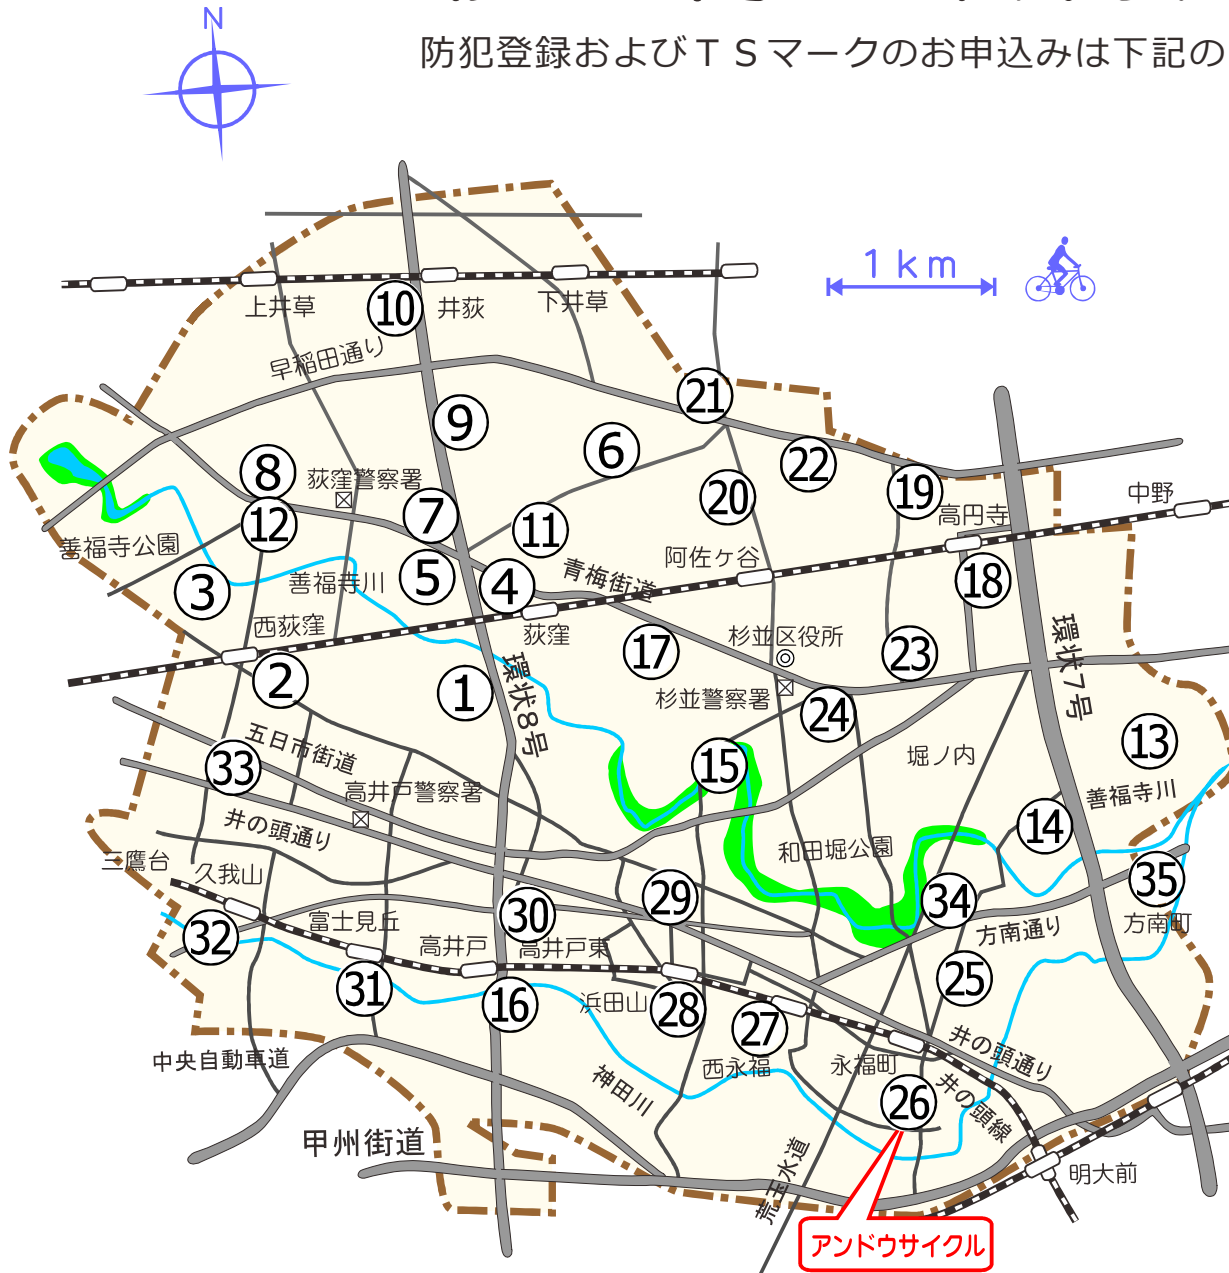 N
防犯登録およびTSマークのお申込みは下記の
1km
上井草
10
井荻
下井草
早稲田通り
21
9
6
8
荻窪警察署
22
20
19
7
12
11
高円寺
中野
善福寺公園
阿佐ヶ谷
善福寺川
5
4
青梅街道
3
18
西荻窪
荻窪
杉並区役所
17
23
環状7号
2
1
環状8号
杉並警察署
24
13
五日市街道
33
15
堀ノ内
高井戸警察署
善福寺川
井の頭通り
14
和田堀公園
三鷹台
久我山
35
29
34
30
富士見丘
方南通り
方南町
32
高井戸
高井戸東
25
31
16
浜田山
28
27
井の頭通り
中央自動車道
西永福
永福町
神田川
26
井の頭線
甲州街道
荒玉水道
明大前
アンドウサイクル